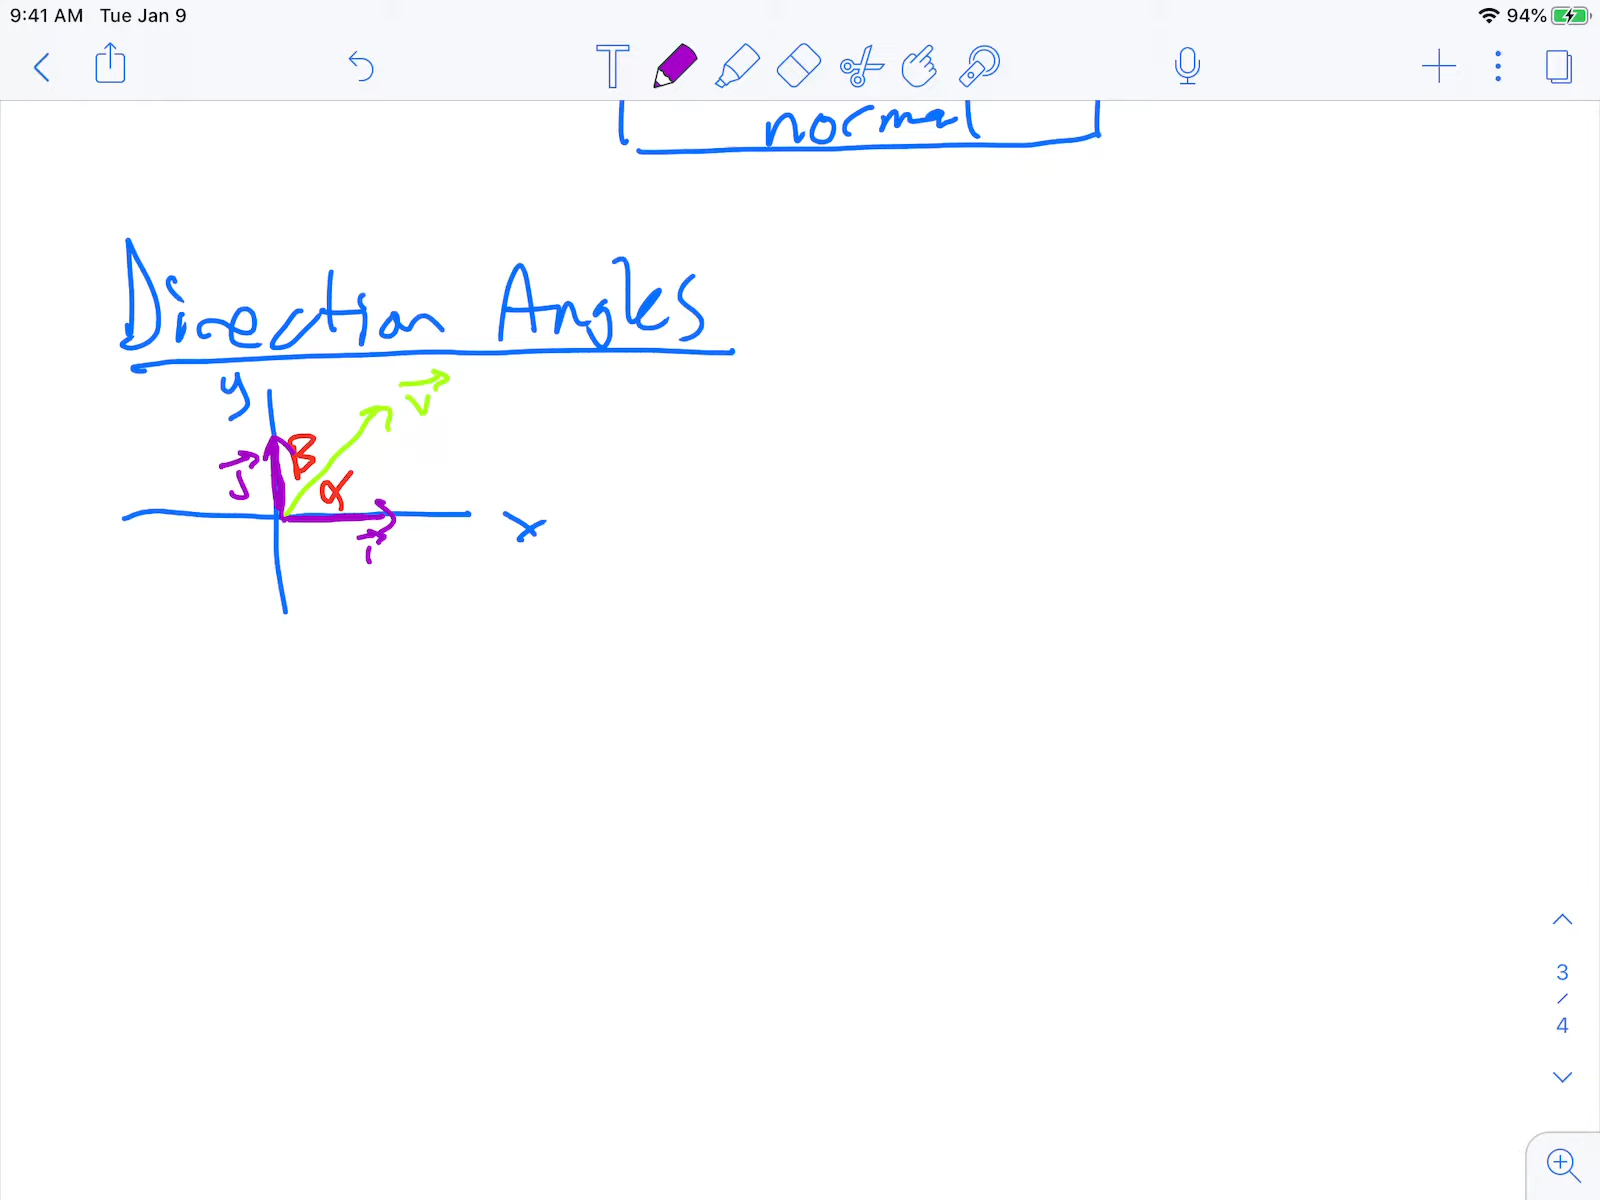 9:41 AM Tue Jan 9 94%
T
normal
Direction Angles
y
v
β
j
α
x
i
3
/
4